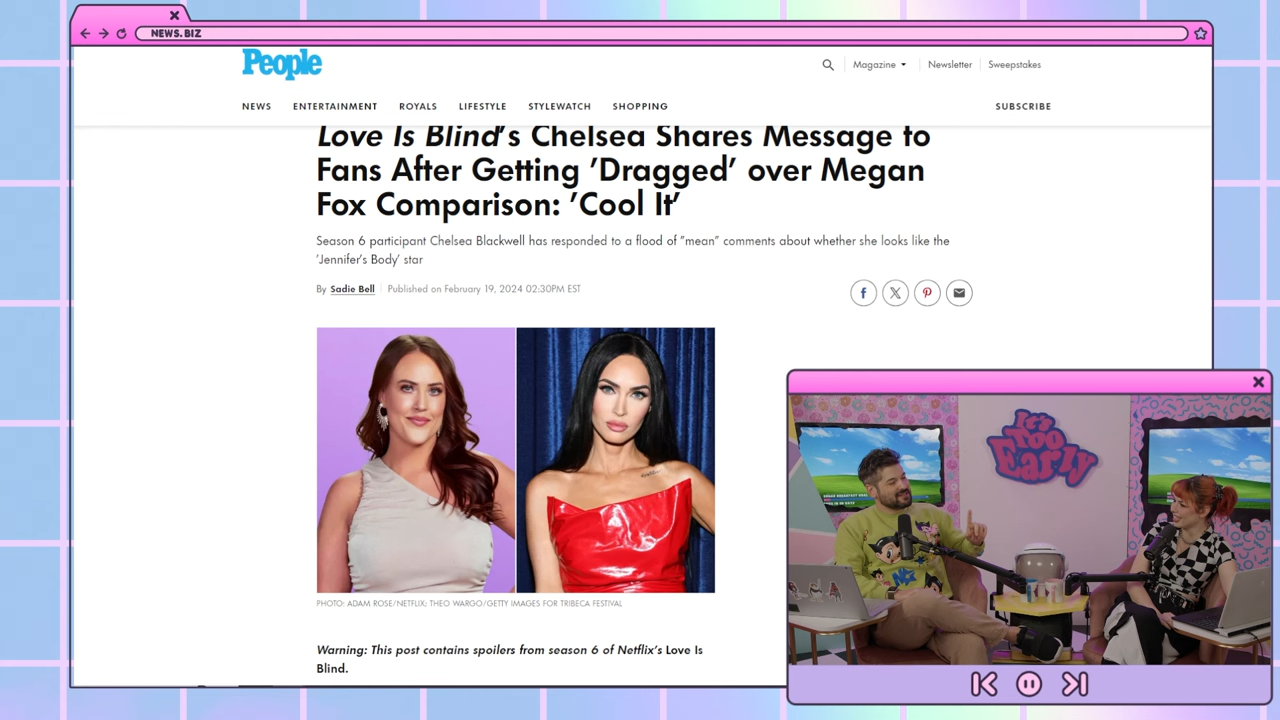 NEWS.BIZ
People
Magazine
Newsletter
Sweepstakes
NEWS
ENTERTAINMENT
ROYALS
LIFESTYLE
STYLEWATCH
SHOPPING
SUBSCRIBE
Love Is Blind's Chelsea Shares Message to
Fans After Getting 'Dragged' over Megan
Fox Comparison: 'Cool It'
Season 6 participant Chelsea Blackwell has responded to a flood of "mean" comments about whether she looks like the
'Jennifer's Body' star
By Sadie Bell
Published on February 19, 2024 02:30PM EST
PHOTO: ADAM ROSE/NETFLIX; THEO WARGO/GETTY IMAGES FOR TRIBECA FESTIVAL
Warning: This post contains spoilers from season 6 of Netflix's Love Is
Blind.
It's
Too
Early